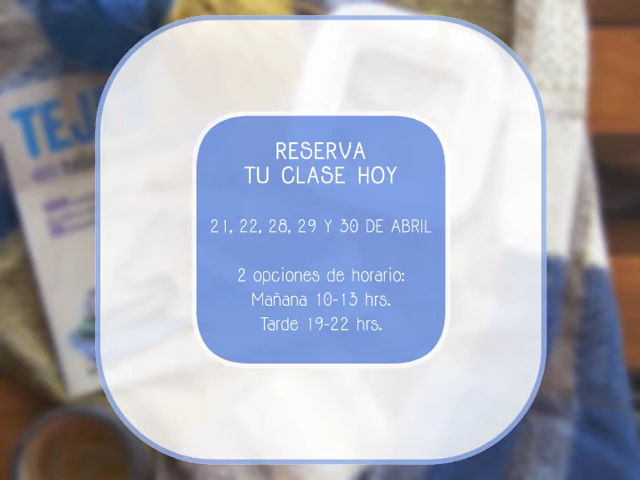 TEJ
RESERVA
TU CLASE HOY
21, 22, 28, 29 Y 30 DE ABRIL
2 opciones de horario:
Mañana 10-13 hrs.
Tarde 19-22 hrs.